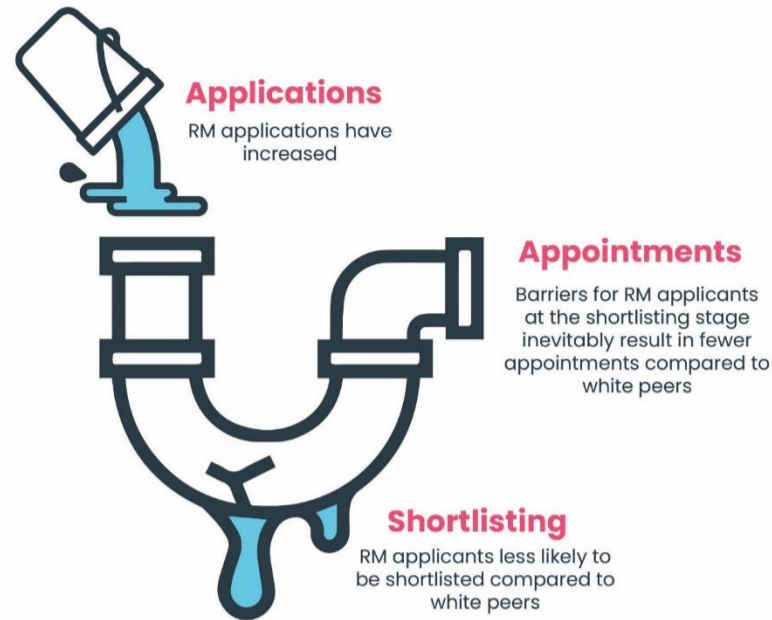 Applications
RM applications have
increased
Appointments
Barriers for RM applicants
at the shortlisting stage
inevitably result in fewer
appointments compared to
white peers
Shortlisting
RM applicants less likely to
be shortlisted compared to
white peers